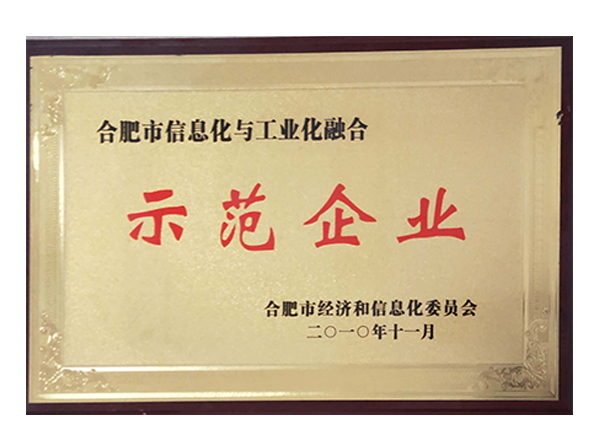 合肥市信息化与工业化融合
示范企业
合肥市经济和信息化委员会
二〇一〇年十一月